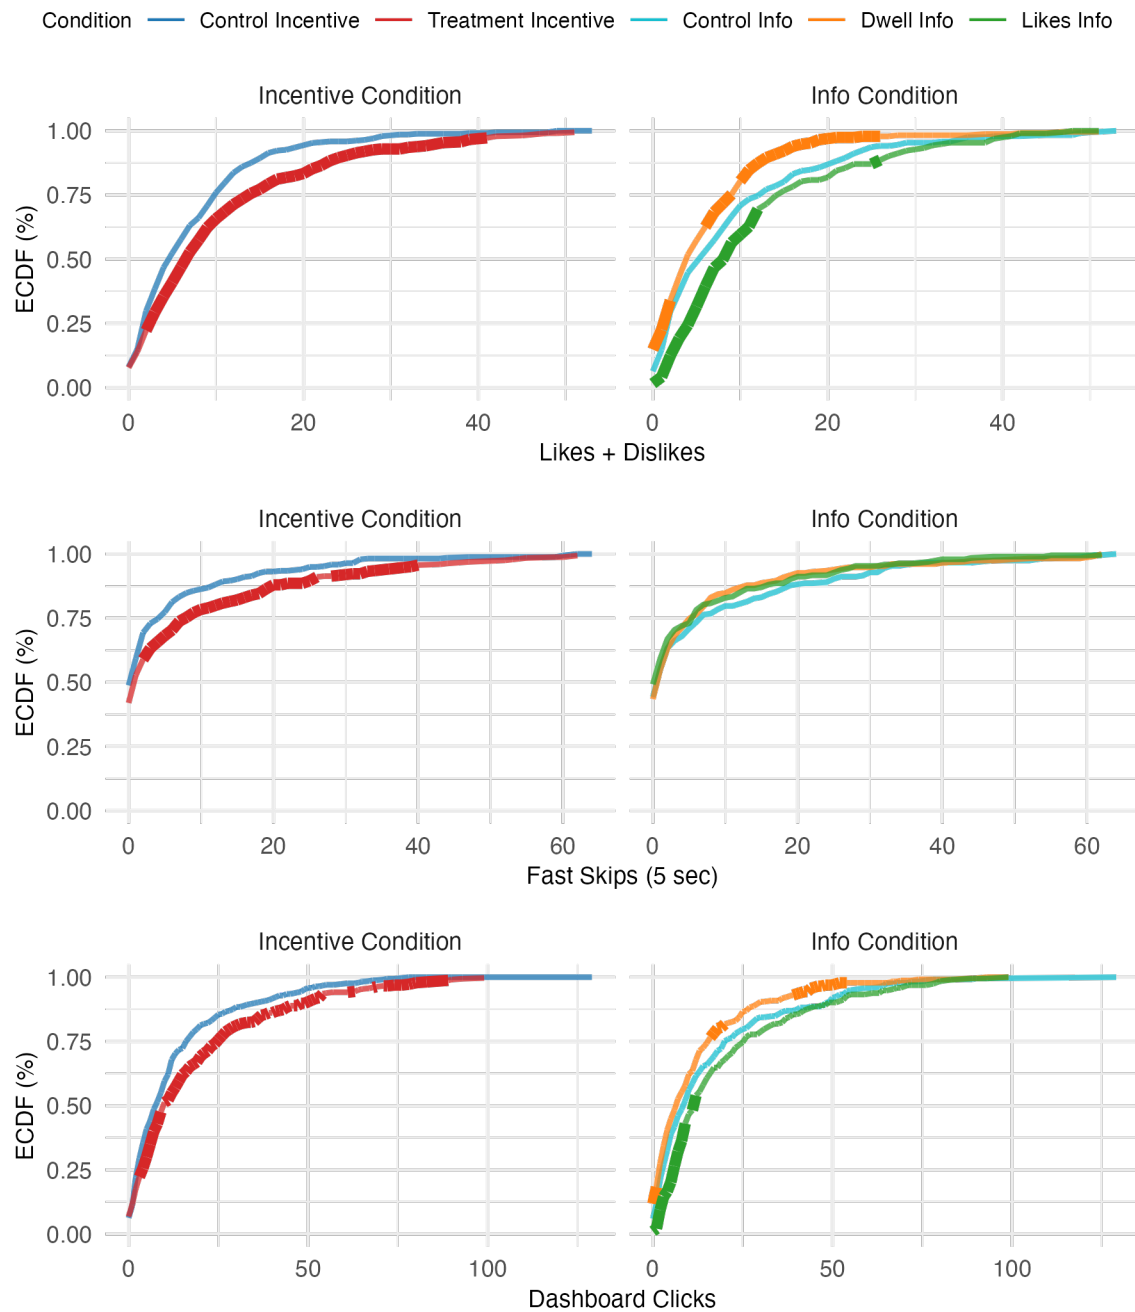 Condition Control Incentive Treatment Incentive Control Info Dwell Info Likes Info
Incentive Condition Info Condition
ECDF (%)
1.00
0.75
0.50
0.25
0.00
0 20 40 0 20 40
Likes + Dislikes
Incentive Condition Info Condition
ECDF (%)
1.00
0.75
0.50
0.25
0.00
0 20 40 60 0 20 40 60
Fast Skips (5 sec)
Incentive Condition Info Condition
ECDF (%)
1.00
0.75
0.50
0.25
0.00
0 50 100 0 50 100
Dashboard Clicks